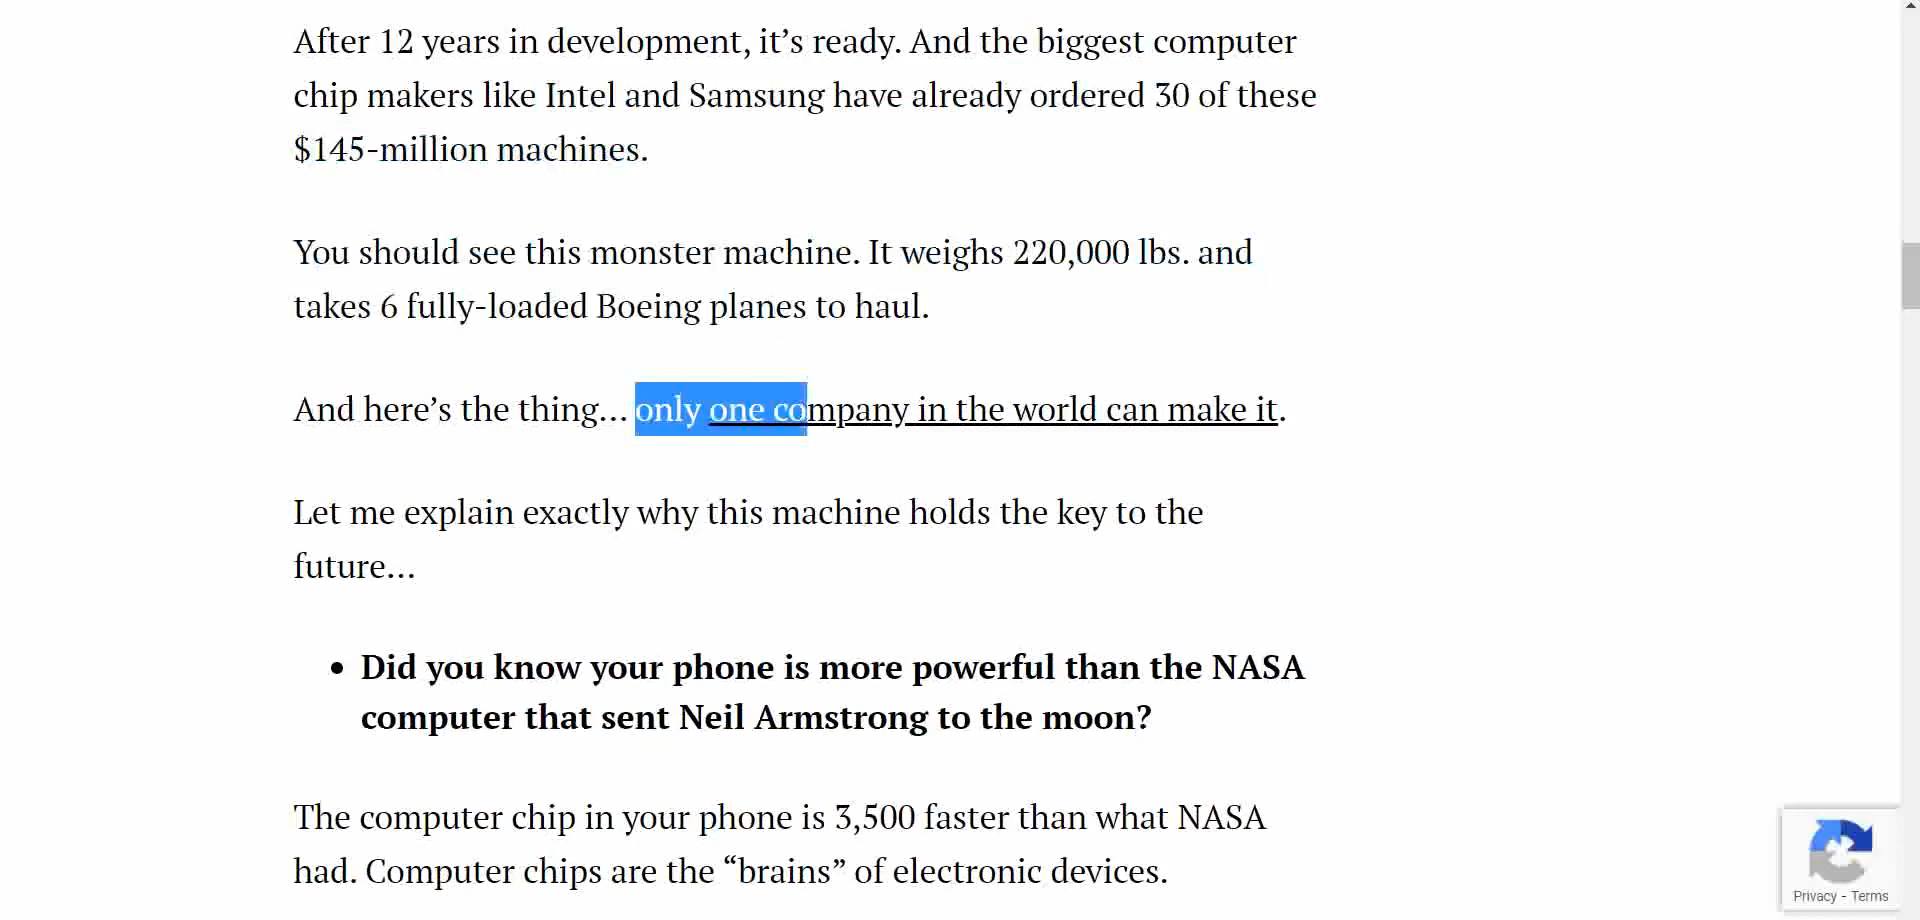 After 12 years in development, it’s ready. And the biggest computer
chip makers like Intel and Samsung have already ordered 30 of these
$145-million machines.
You should see this monster machine. It weighs 220,000 lbs. and
takes 6 fully-loaded Boeing planes to haul.
And here’s the thing… only one company in the world can make it.
Let me explain exactly why this machine holds the key to the
future…
• Did you know your phone is more powerful than the NASA
computer that sent Neil Armstrong to the moon?
The computer chip in your phone is 3,500 faster than what NASA
had. Computer chips are the “brains” of electronic devices.
Privacy - Terms